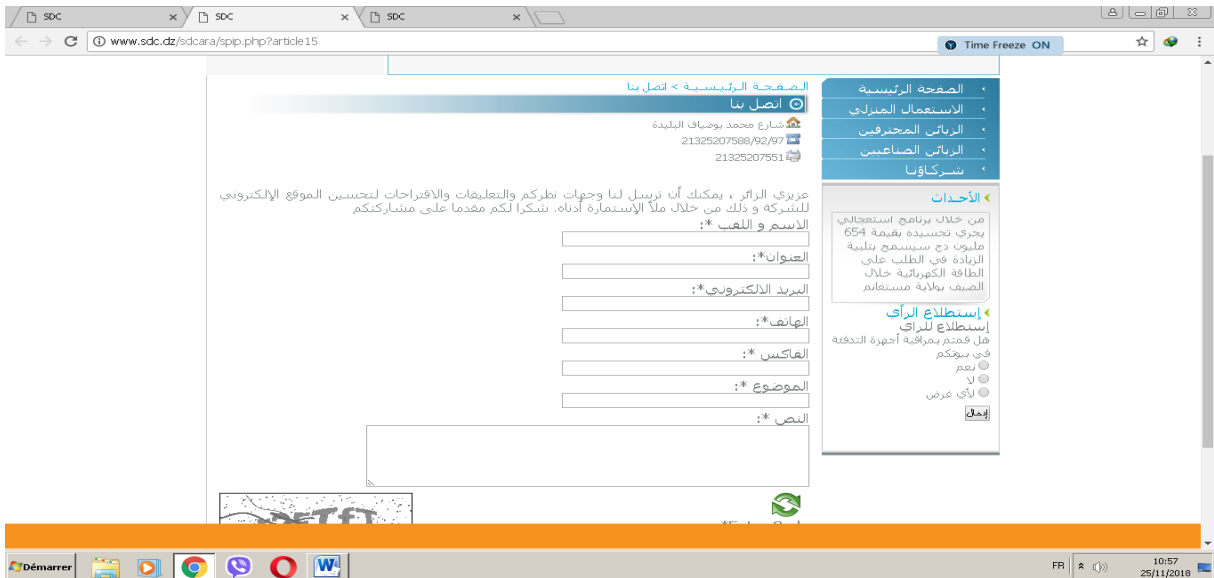 SDC
SDC
SDC
www.sdc.dz/sdcara/spip.php?article15
Time Freeze ON
الصفحة الرئيسية > اتصل بنا
اتصل بنا
شارع محمد بوضياف البليدة
21325207588/92/97
21325207551
عزيزي الزائر ، يمكنك أن ترسل لنا وجهات نظركم والتعليقات والاقتراحات لتحسين الموقع الإلكتروني
للشركة و ذلك من خلال ملأ الإستمارة أدناه. شكرا لكم مقدما على مشاركتكم
الاسم و اللقب *:
العنوان*:
البريد الالكتروني*:
الهاتف*:
الفاكس *:
الموضوع *:
النص *:
الصفحة الرئيسية
الاستعمال المنزلي
الزبائن المحترفين
الزبائن الصناعيين
شركاؤنا
الأحداث
من خلال برنامج استعجالي
يجري تجسيده بقيمة 654
مليون دج سيسمح بتلبية
الزيادة في الطلب على
الطاقة الكهربائية خلال
الصيف بولاية مستغانم
إستطلاع الرأي
إستطلاع للراي
هل قمتم بمراقبة أجهزة التدفئة
في بيوتكم
نعم
لا
لأي غرض
إدخال
Démarrer
FR
10:57
25/11/2018